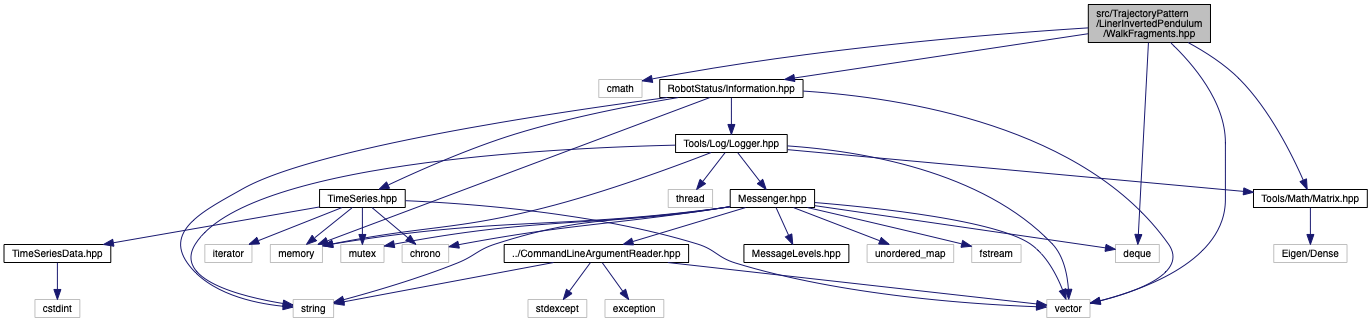 src/TrajectoryPattern
/LinerInvertedPendulum
/WalkFragments.hpp
cmath
RobotStatus/Information.hpp
Tools/Log/Logger.hpp
TimeSeries.hpp
thread
Messenger.hpp
Tools/Math/Matrix.hpp
TimeSeriesData.hpp
iterator
memory
mutex
chrono
../CommandLineArgumentReader.hpp
MessageLevels.hpp
unordered_map
fstream
deque
Eigen/Dense
cstdint
string
stdexcept
exception
vector